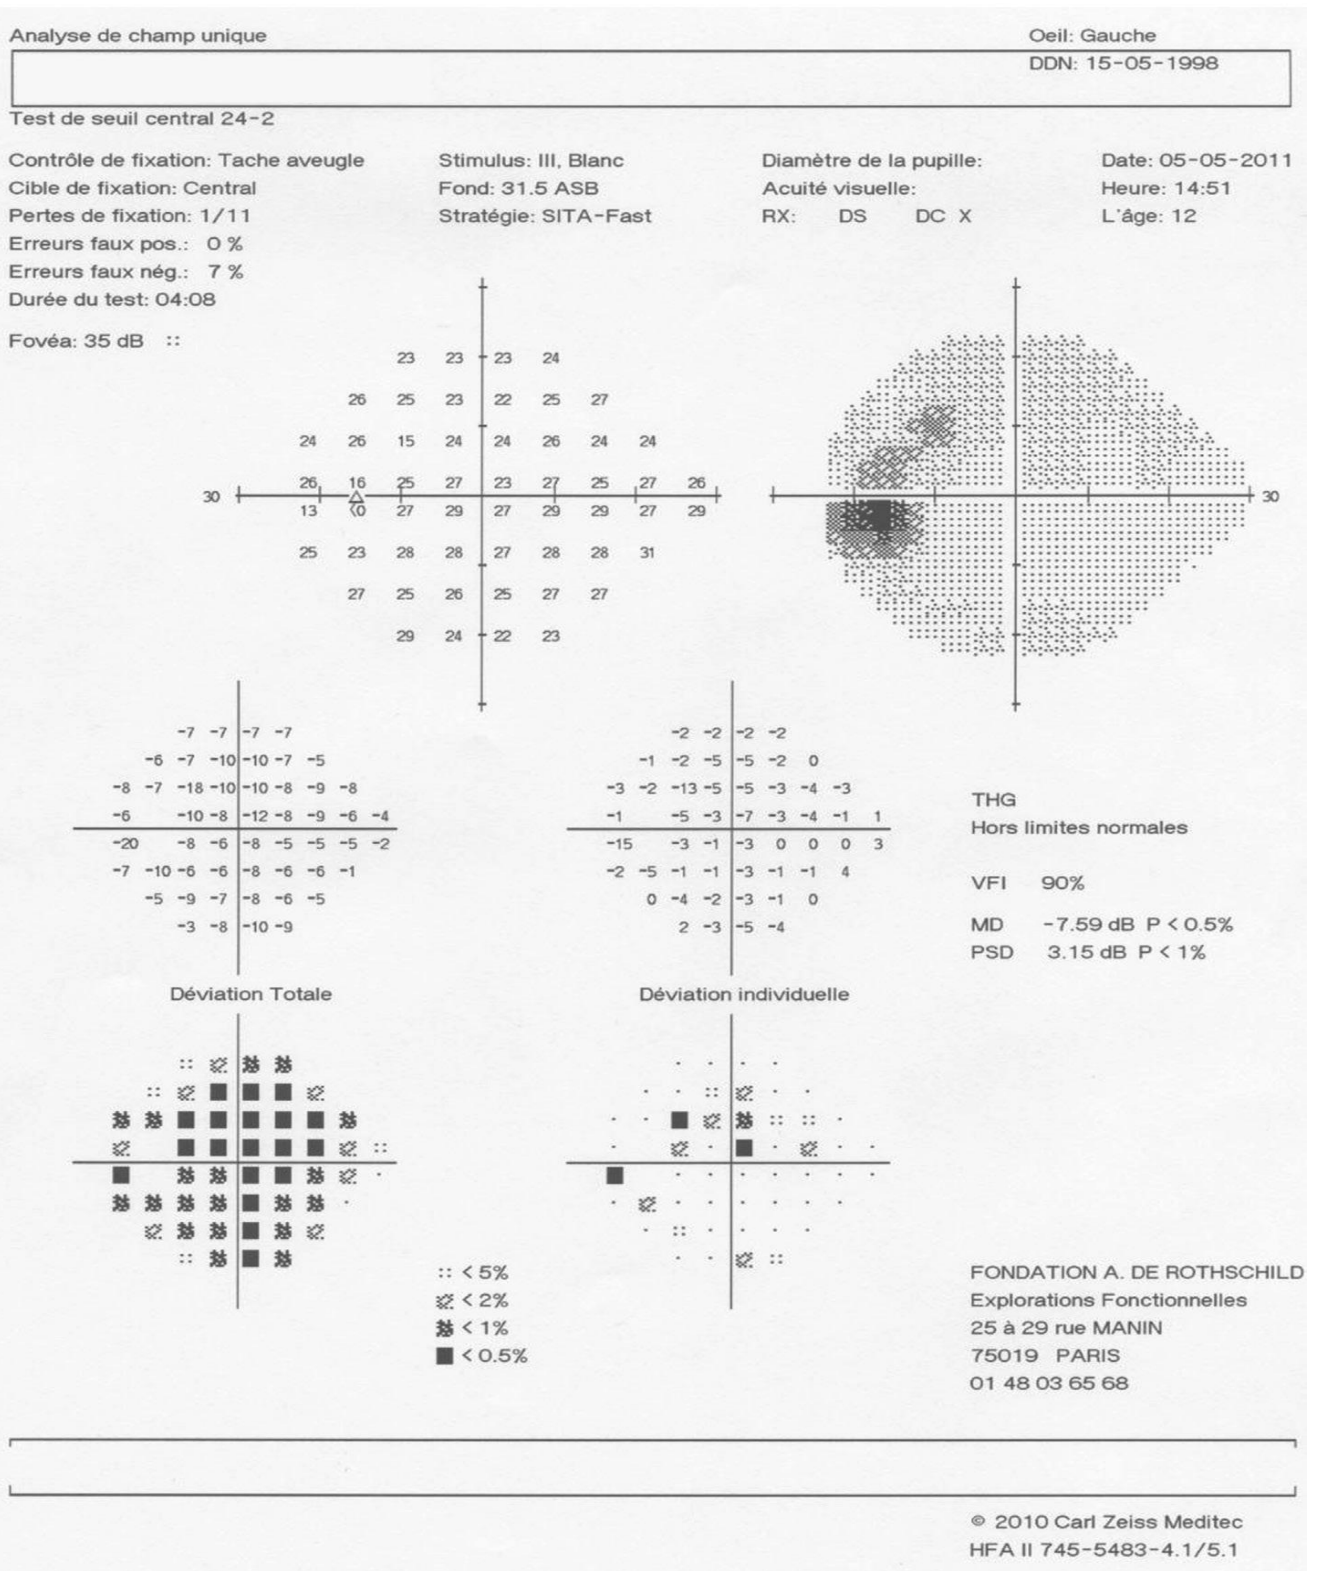 Analyse de champ unique
Oeil: Gauche
DDN: 15-05-1998
Test de seuil central 24-2
Contrôle de fixation: Tache aveugle
Cible de fixation: Central
Pertes de fixation: 1/11
Erreurs faux pos.: 0 %
Erreurs faux nég.: 7 %
Durée du test: 04:08
Fovéa: 35 dB ::
Stimulus: III, Blanc
Fond: 31.5 ASB
Stratégie: SITA-Fast
Diamètre de la pupille:
Acuité visuelle:
RX: DS DC X
Date: 05-05-2011
Heure: 14:51
L'âge: 12
23 23 23 24
26 25 23 22 25 27
24 26 15 24 24 26 24 24
26 16 25 27 23 27 25 27 26
30
30
13 <0 27 29 27 29 29 27 29
25 23 28 28 27 28 28 31
27 25 26 25 27 27
29 24 22 23
-7 -7 -7 -7
-6 -7 -10 -10 -7 -5
-8 -7 -18 -10 -10 -8 -9 -8
-6 -10 -8 -12 -8 -9 -6 -4
-20 -8 -6 -8 -5 -5 -5 -2
-7 -10 -6 -6 -8 -6 -6 -1
-5 -9 -7 -8 -6 -5
-3 -8 -10 -9
Déviation Totale
-2 -2 -2 -2
-1 -2 -5 -5 -2 0
-3 -2 -13 -5 -5 -3 -4 -3
-1 -5 -3 -7 -3 -4 -1 1
-15 -3 -1 -3 0 0 0 3
-2 -5 -1 -1 -3 -1 -1 4
0 -4 -2 -3 -1 0
2 -3 -5 -4
Déviation individuelle
THG
Hors limites normales
VFI 90%
MD -7.59 dB P < 0.5%
PSD 3.15 dB P < 1%
:: < 5%
< 2%
< 1%
< 0.5%
FONDATION A. DE ROTHSCHILD
Explorations Fonctionnelles
25 à 29 rue MANIN
75019 PARIS
01 48 03 65 68
© 2010 Carl Zeiss Meditec
HFA II 745-5483-4.1/5.1